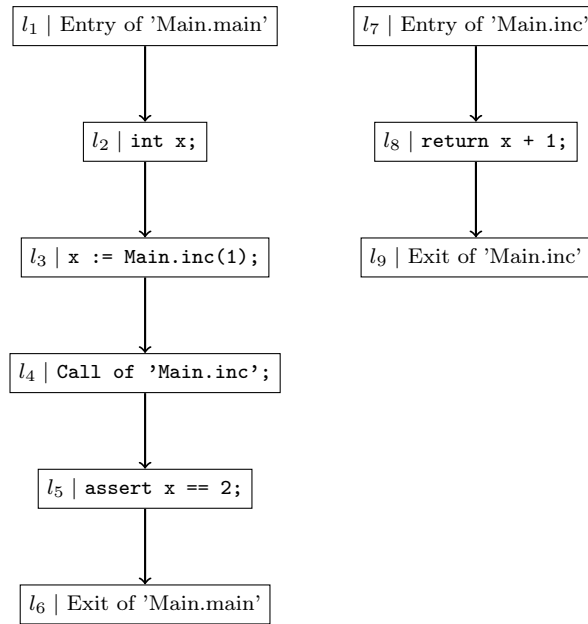 l1 | Entry of 'Main.main'
l2 | int x;
l3 | x := Main.inc(1);
l4 | Call of 'Main.inc';
l5 | assert x == 2;
l6 | Exit of 'Main.main'
l7 | Entry of 'Main.inc'
l8 | return x + 1;
l9 | Exit of 'Main.inc'